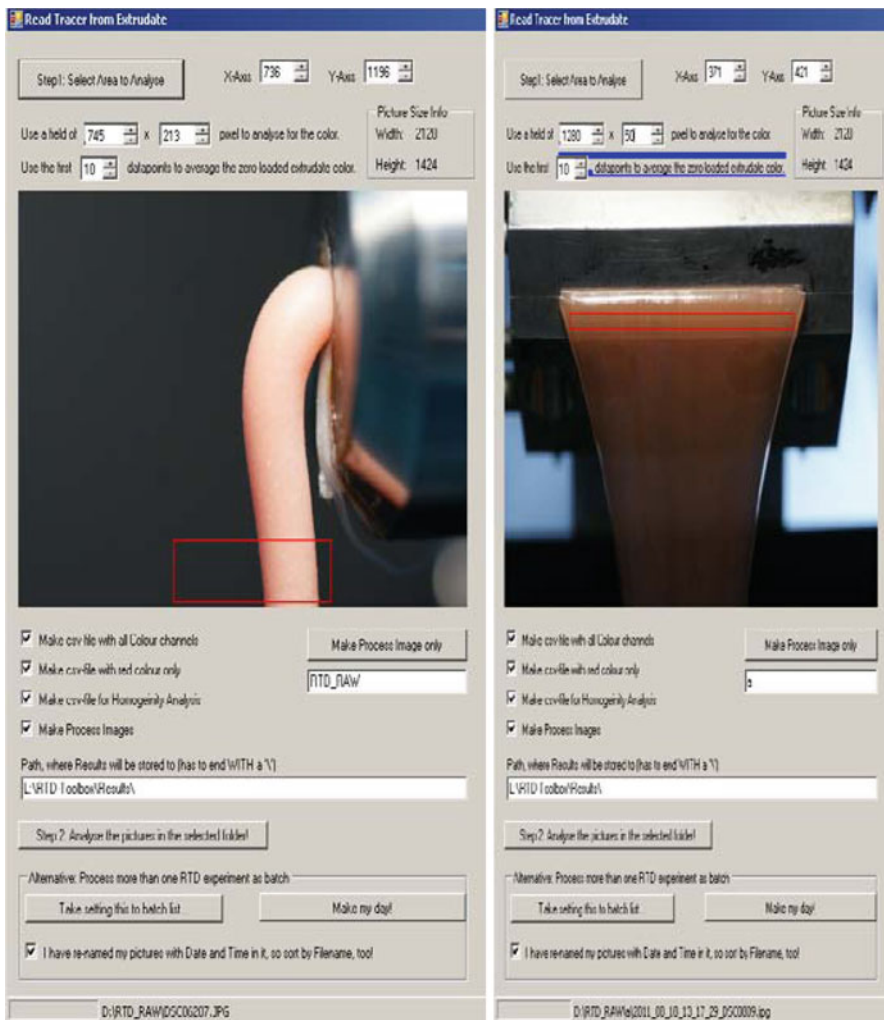 Read Tracer from Extrudate
Step1: Select Area to Analyse
X-Axis 736 Y-Axis 1196
Picture Size Info
Use a field of 745 x 213 pixel to analyse for the color.
Width: 2120
Use the first 10 datapoints to average the zero loaded extrudate color.
Height: 1424
Make csv file with all Colour channels
Make Process Image only
Make csv-file with red colour only
RTD_RAW
Make csv-file for Homogeinity Analysis
Make Process Images
Path, where Results will be stored to (has to end WITH a '\')
L:\RTD Toolbox\Results\
Step 2: Analyse the pictures in the selected folder!
Alternative: Process more than one RTD experiment as batch
Take setting this to batch list...
Make my day!
I have re-named my pictures with Date and Time in it, so sort by Filename, too!
D:\RTD_RAW\DSC06207.JPG
Read Tracer from Extrudate
Step1: Select Area to Analyse
X-Axis 371 Y-Axis 421
Picture Size Info
Use a field of 1280 x 50 pixel to analyse for the color.
Width: 2120
Use the first 10 datapoints to average the zero loaded extrudate color.
Height: 1424
Make csv file with all Colour channels
Make Process Image only
Make csv-file with red colour only
a
Make csv-file for Homogeinity Analysis
Make Process Images
Path, where Results will be stored to (has to end WITH a '\')
L:\RTD Toolbox\Results\
Step 2: Analyse the pictures in the selected folder!
Alternative: Process more than one RTD experiment as batch
Take setting this to batch list...
Make my day!
I have re-named my pictures with Date and Time in it, so sort by Filename, too!